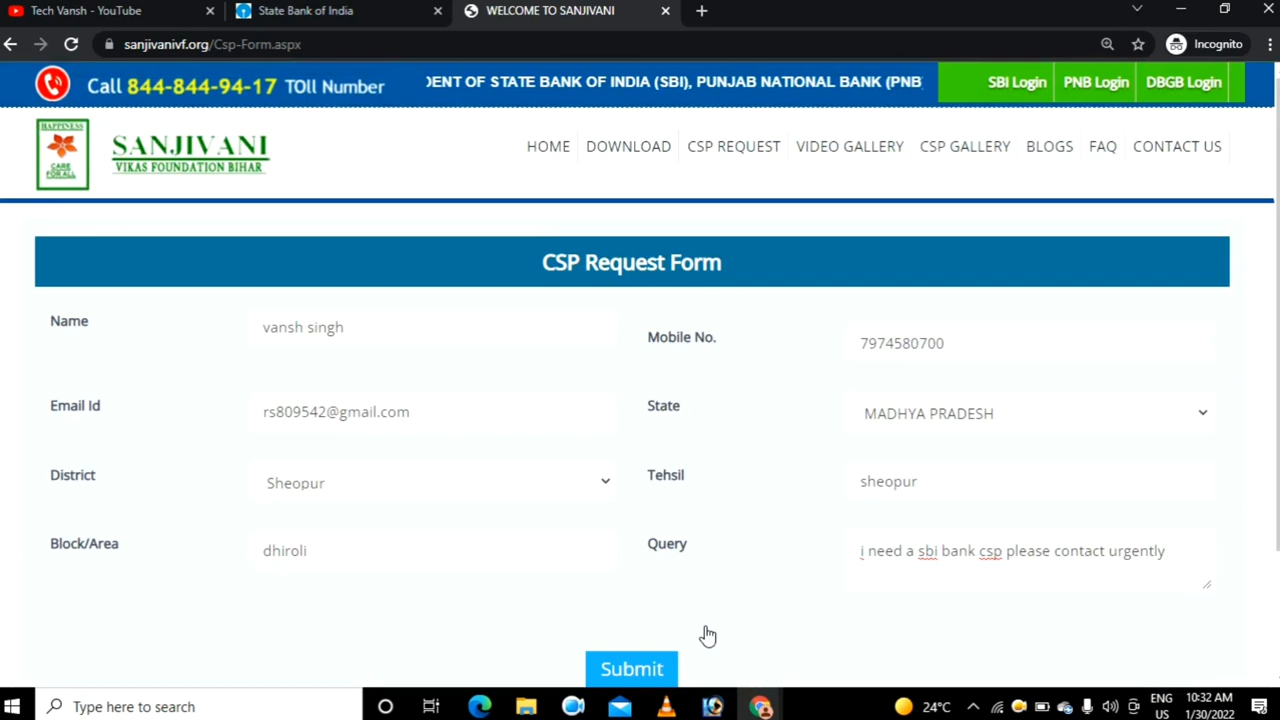 Tech Vansh - YouTube
State Bank of India
WELCOME TO SANJIVANI
sanjivanivf.org/Csp-Form.aspx
Incognito
Call 844-844-94-17 TOll Number
DENT OF STATE BANK OF INDIA (SBI), PUNJAB NATIONAL BANK (PNB
SBI Login
PNB Login
DBGB Login
HAPPINESS
CARE
FOR ALL
SANJIVANI
VIKAS FOUNDATION BIHAR
HOME
DOWNLOAD
CSP REQUEST
VIDEO GALLERY
CSP GALLERY
BLOGS
FAQ
CONTACT US
CSP Request Form
Name
vansh singh
Mobile No.
7974580700
Email Id
rs809542@gmail.com
State
MADHYA PRADESH
District
Sheopur
Tehsil
sheopur
Block/Area
dhiroli
Query
i need a sbi bank csp please contact urgently
Submit
Type here to search
24°C
ENG
US
10:32 AM
1/30/2022